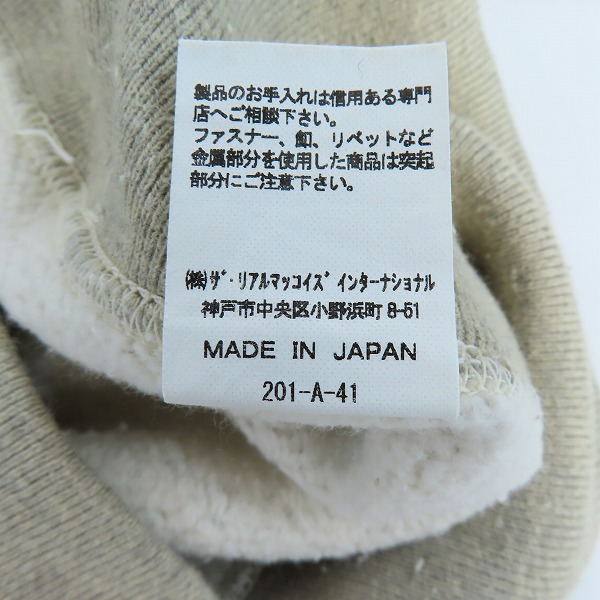 製品のお手入れは信用ある専門
店へご相談下さい。
ファスナー、釦、リペットなど
金属部分を使用した商品は突起
部分にご注意下さい。
㈱ザ・リアルマッコイズ インターナショナル
神戸市中央区小野浜町 8-51
MADE IN JAPAN
201-A-41